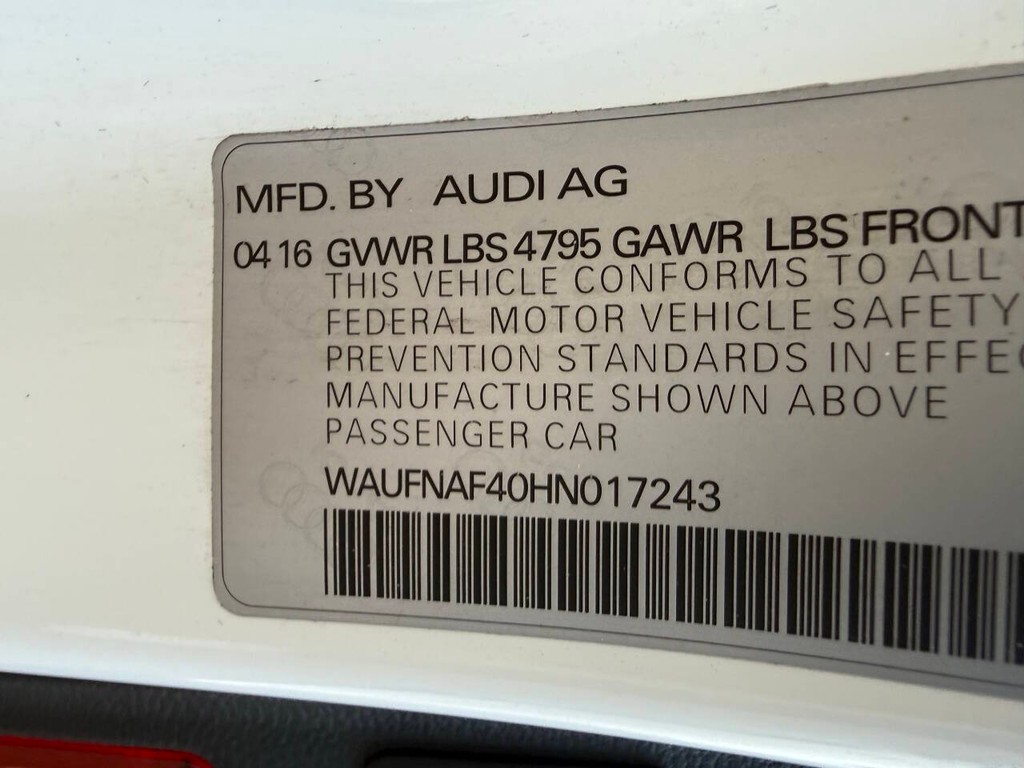 MFD. BY AUDI AG
04 16 GVWR LBS 4795 GAWR LBS FRONT
THIS VEHICLE CONFORMS TO ALL
FEDERAL MOTOR VEHICLE SAFETY
PREVENTION STANDARDS IN EFFEC
MANUFACTURE SHOWN ABOVE
PASSENGER CAR
WAUFNAF40HN017243